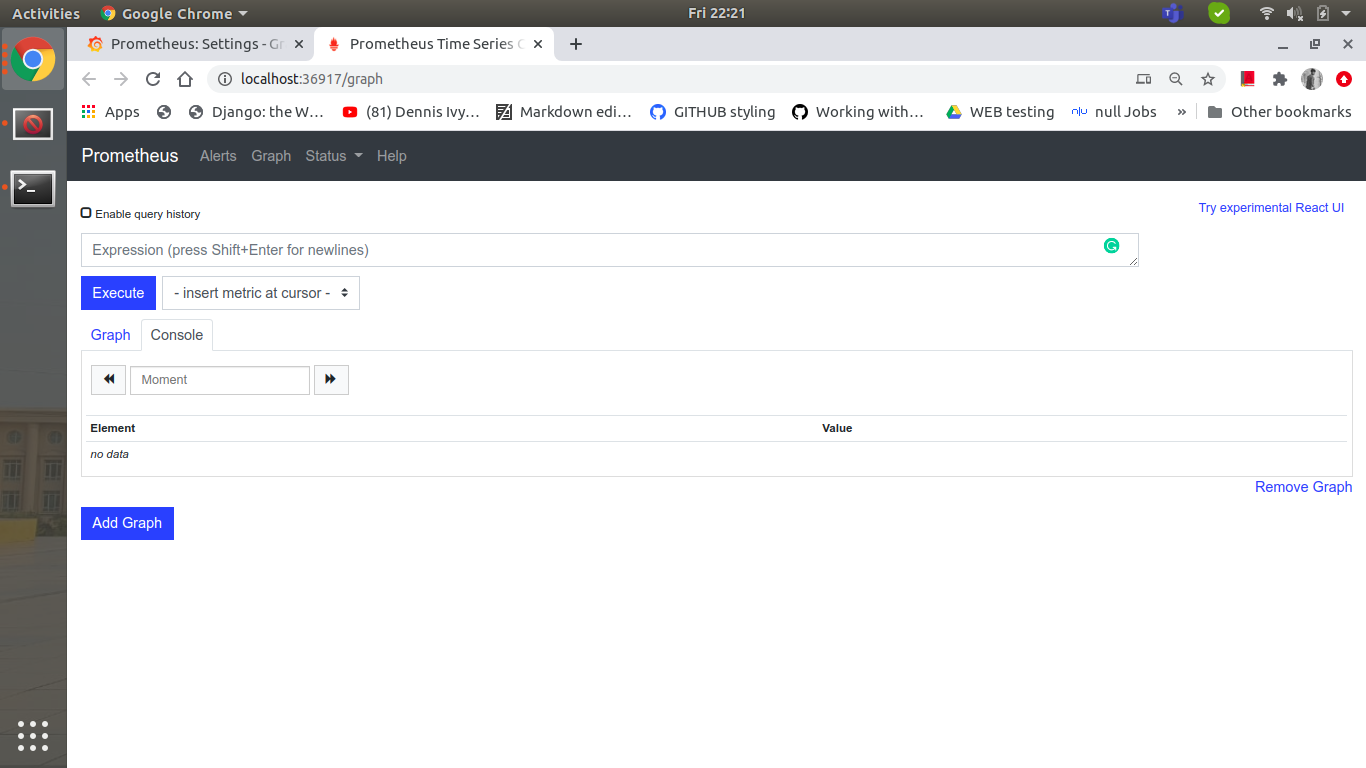 Activities Google Chrome Fri 22:21
Prometheus: Settings - Gr Prometheus Time Series C
localhost:36917/graph
Apps Django: the W… (81) Dennis Ivy… Markdown edi… GITHUB styling Working with… WEB testing n|u null Jobs » Other bookmarks
Prometheus Alerts Graph Status Help
Enable query history Try experimental React UI
Expression (press Shift+Enter for newlines)
Execute - insert metric at cursor -
Graph Console
Moment
Element Value
no data
Remove Graph
Add Graph